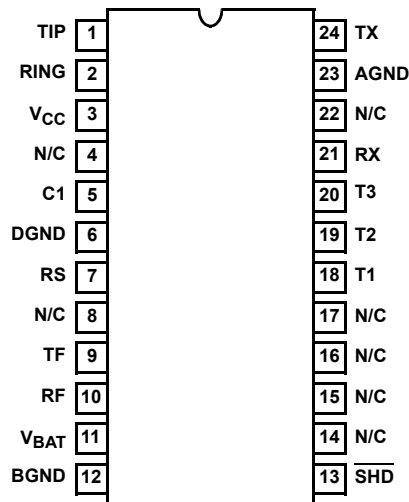 TIP 1 24 TX
RING 2 23 AGND
VCC 3 22 N/C
N/C 4 21 RX
C1 5 20 T3
DGND 6 19 T2
RS 7 18 T1
N/C 8 17 N/C
TF 9 16 N/C
RF 10 15 N/C
VBAT 11 14 N/C
BGND 12 13 S̅H̅D̅